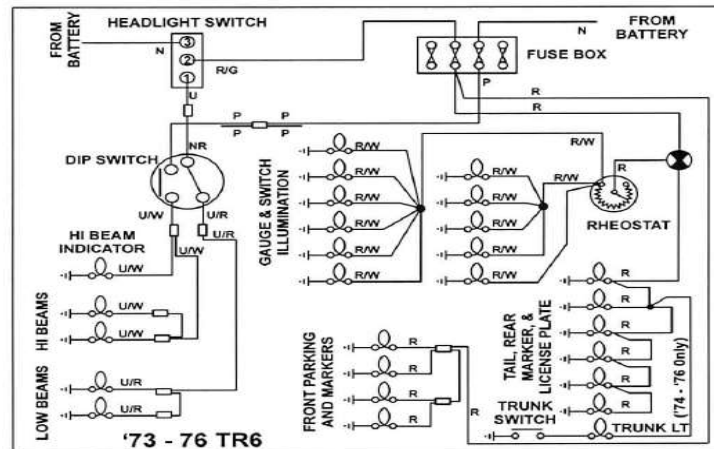 HEADLIGHT SWITCH
FROM
BATTERY
N
3
2
1
R/G
U
N
FROM
BATTERY
FUSE BOX
P
R
R
P P
P P
NR
DIP SWITCH
U/W
U/R
HI BEAM
INDICATOR
U/W
U/R
U/W
HI BEAMS
U/W
U/W
LOW BEAMS
U/R
U/R
GAUGE & SWITCH
ILLUMINATION
R/W
R/W
R/W
R/W
R/W
R/W
R/W
R/W
R/W
R/W
R/W
R/W
R/W
R
RHEOSTAT
FRONT PARKING
AND MARKERS
R
R
R
R
R
TAIL, REAR
MARKER, &
LICENSE PLATE
R
R
R
R
R
R
('74 - '76 Only)
TRUNK
SWITCH
TRUNK LT
'73 - 76 TR6